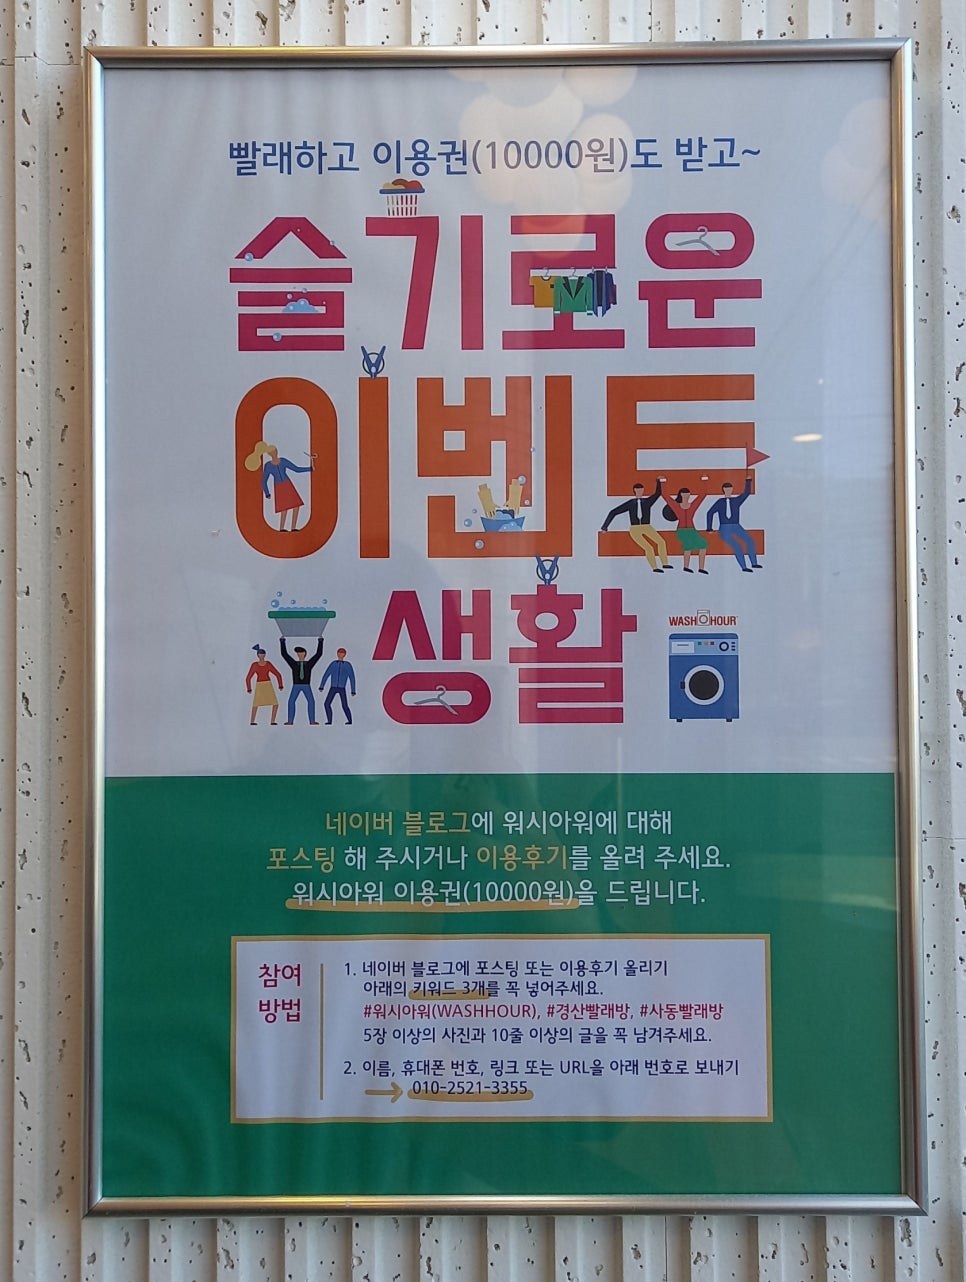 빨래하고 이용권(10000원)도 받고~
슬기로운
이벤트
생활
WASH HOUR
네이버 블로그에 워시아워에 대해
포스팅 해 주시거나 이용후기를 올려 주세요.
워시아워 이용권(10000원)을 드립니다.
참여
방법
1. 네이버 블로그에 포스팅 또는 이용후기 올리기
아래의 키워드 3개를 꼭 넣어주세요.
#워시아워(WASHHOUR), #경산빨래방, #사동빨래방
5장 이상의 사진과 10줄 이상의 글을 꼭 남겨주세요.
2. 이름, 휴대폰 번호, 링크 또는 URL을 아래 번호로 보내기
010-2521-3355